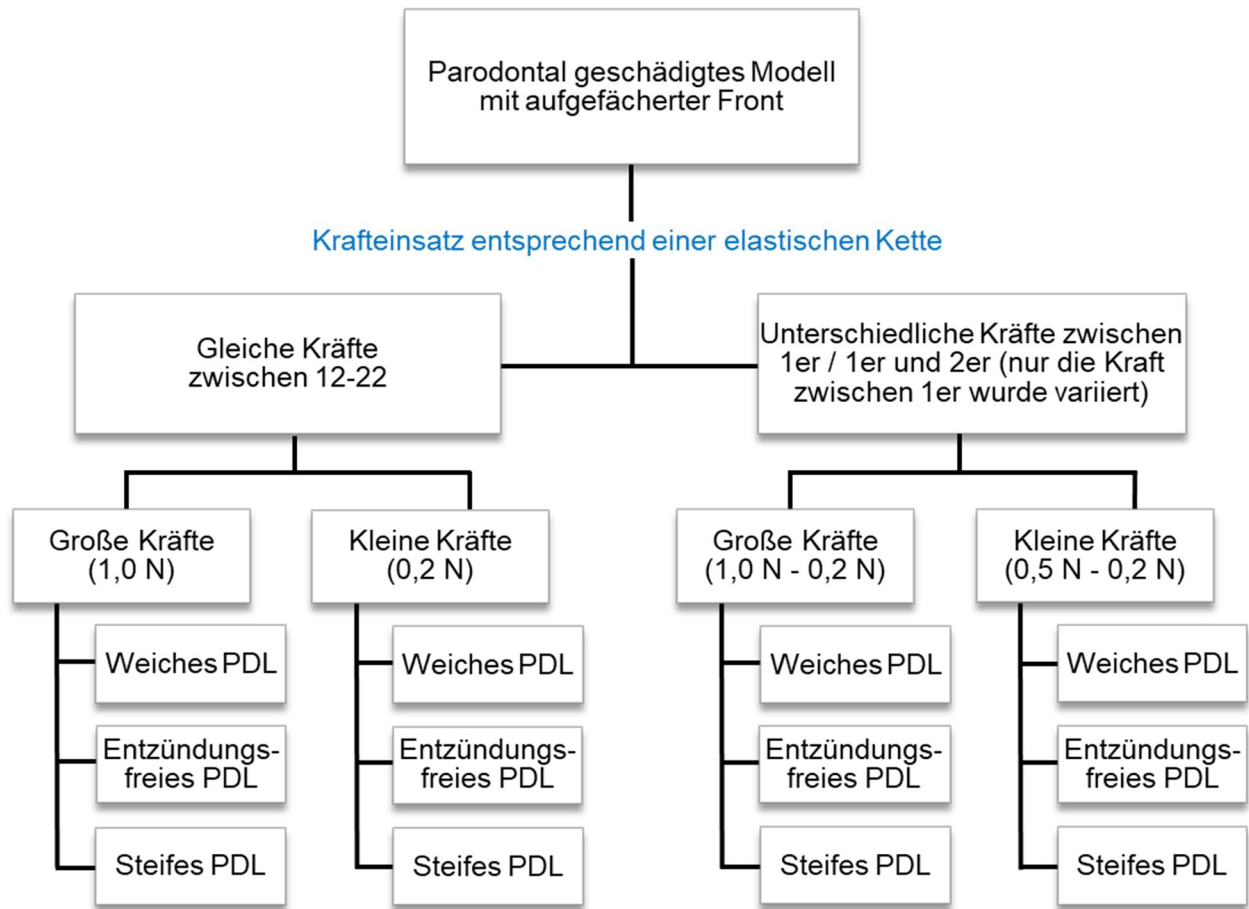 Parodontal geschädigtes Modell
mit aufgefächerter Front
Krafteinsatz entsprechend einer elastischen Kette
Gleiche Kräfte
zwischen 12-22
Unterschiedliche Kräfte zwischen
1er / 1er und 2er (nur die Kraft
zwischen 1er wurde variiert)
Große Kräfte
(1,0 N)
Weiches PDL
Entzündungs-
freies PDL
Steifes PDL
Kleine Kräfte
(0,2 N)
Weiches PDL
Entzündungs-
freies PDL
Steifes PDL
Große Kräfte
(1,0 N - 0,2 N)
Weiches PDL
Entzündungs-
freies PDL
Steifes PDL
Kleine Kräfte
(0,5 N - 0,2 N)
Weiches PDL
Entzündungs-
freies PDL
Steifes PDL